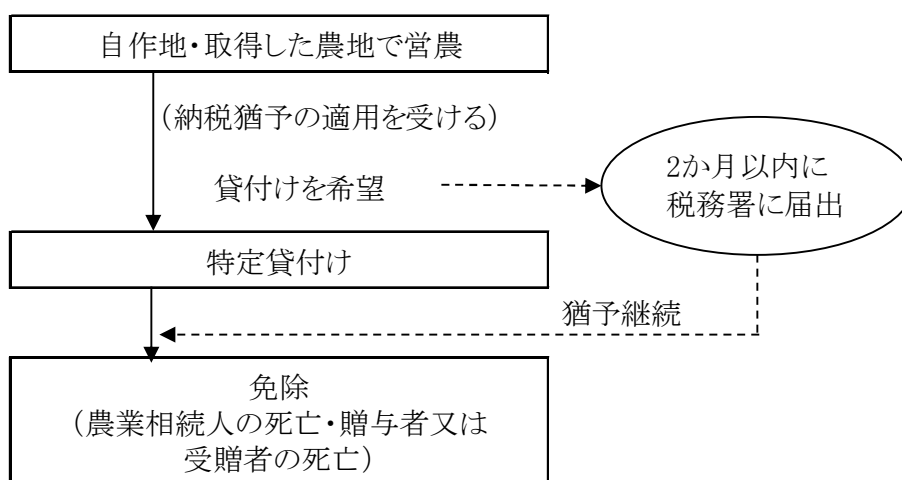 自作地・取得した農地で営農
（納税猶予の適用を受ける）
貸付けを希望
2か月以内に
税務署に届出
特定貸付け
猶予継続
免除
（農業相続人の死亡・贈与者又は
受贈者の死亡）